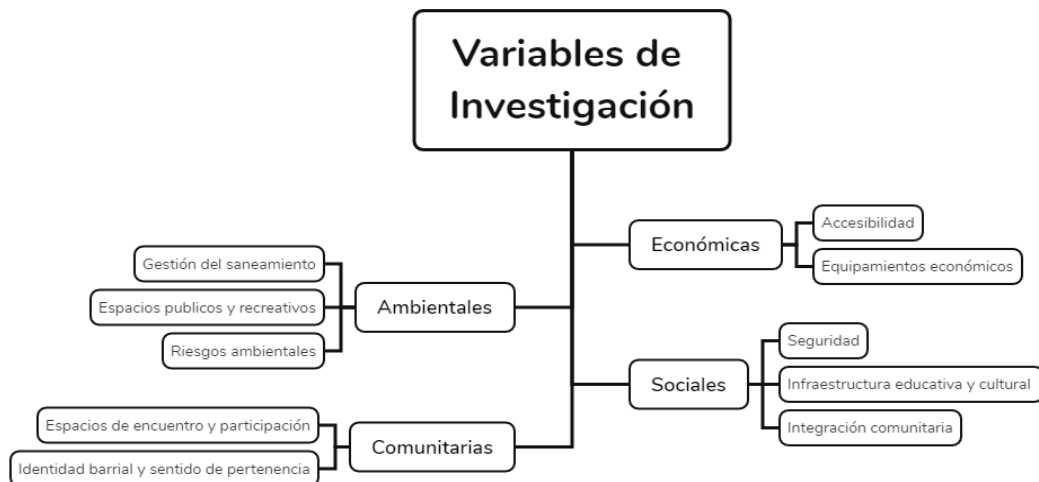 Variables de
Investigación
Económicas
Accesibilidad
Equipamientos económicos
Ambientales
Gestión del saneamiento
Espacios publicos y recreativos
Riesgos ambientales
Sociales
Seguridad
Infraestructura educativa y cultural
Integración comunitaria
Comunitarias
Espacios de encuentro y participación
Identidad barrial y sentido de pertenencia